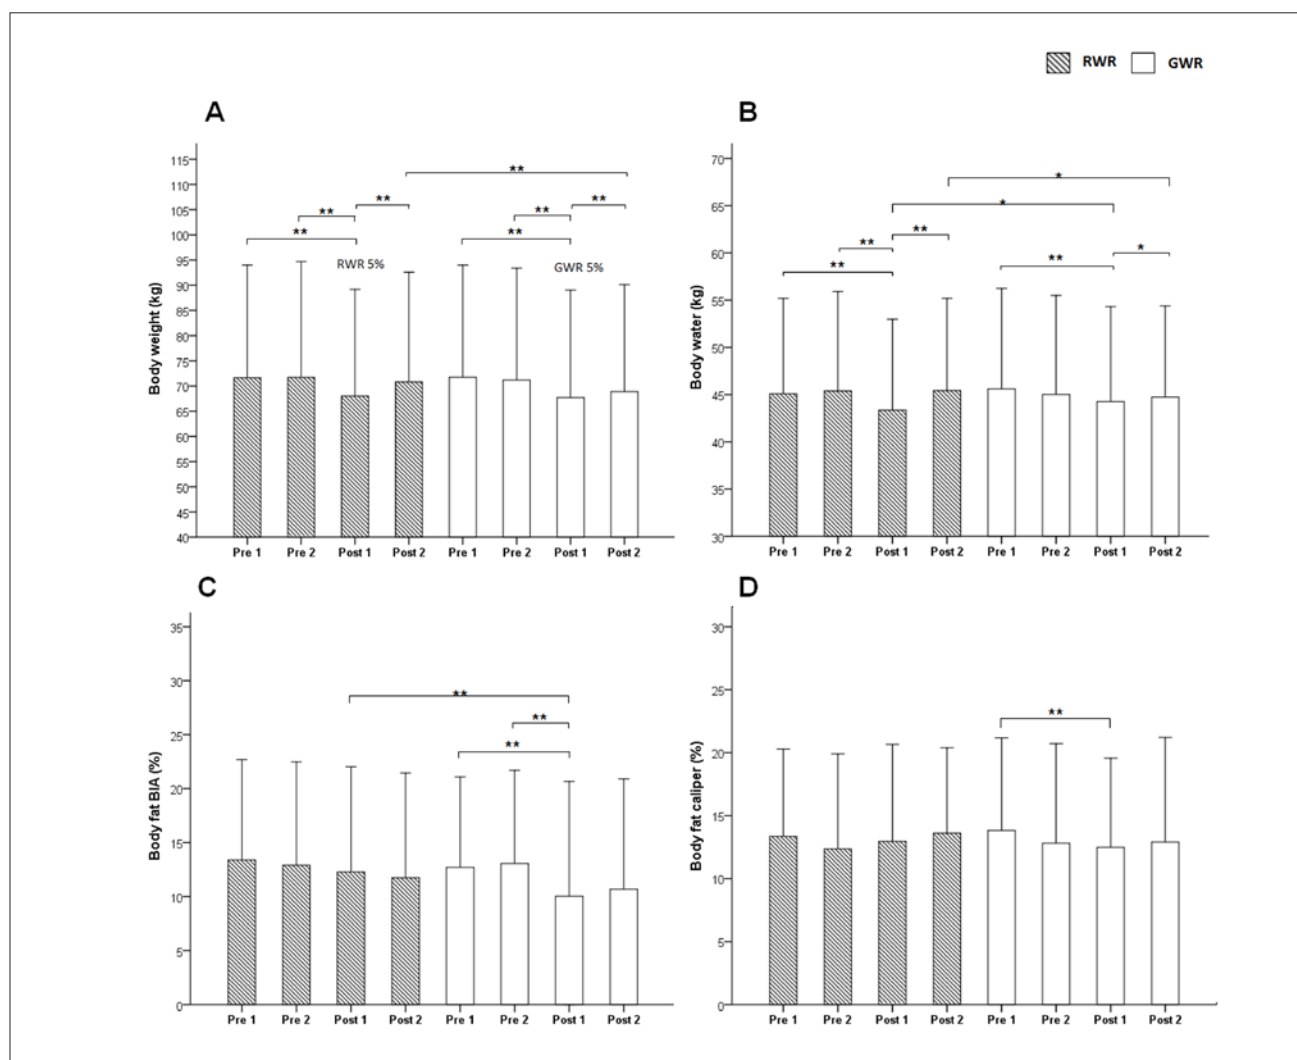 RWR GWR
A
Body weight (kg)
115
110
105
100
95
90
85
80
75
70
65
60
55
50
45
40
** ** ** ** ** ** **
RWR 5% GWR 5%
Pre 1 Pre 2 Post 1 Post 2 Pre 1 Pre 2 Post 1 Post 2
B
Body water (kg)
70
65
60
55
50
45
40
35
30
* * ** ** ** ** *
Pre 1 Pre 2 Post 1 Post 2 Pre 1 Pre 2 Post 1 Post 2
C
Body fat BIA (%)
35
30
25
20
15
10
5
0
** ** **
Pre 1 Pre 2 Post 1 Post 2 Pre 1 Pre 2 Post 1 Post 2
D
Body fat caliper (%)
30
25
20
15
10
5
0
**
Pre 1 Pre 2 Post 1 Post 2 Pre 1 Pre 2 Post 1 Post 2